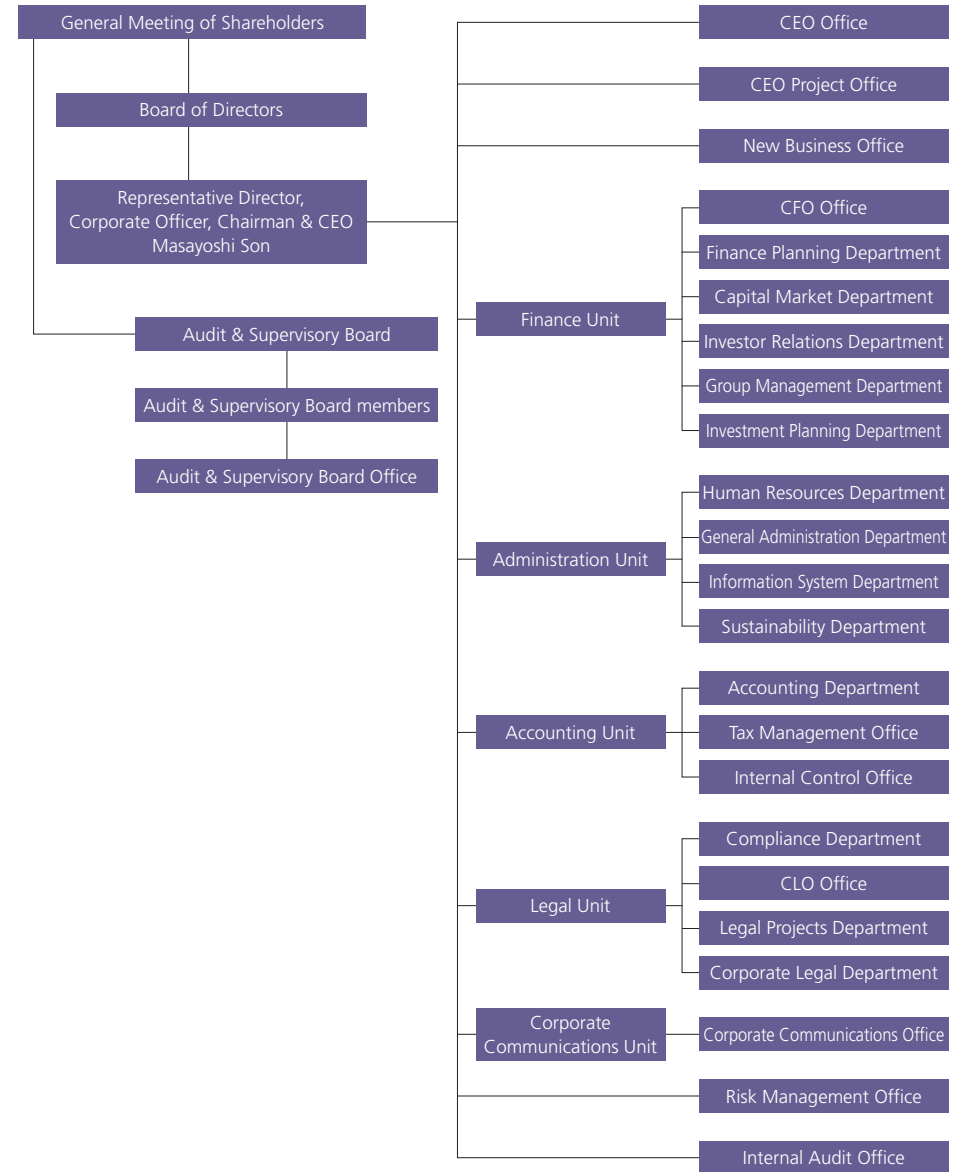 General Meeting of Shareholders
Board of Directors
Representative Director,
Corporate Officer, Chairman & CEO
Masayoshi Son
Audit & Supervisory Board
Audit & Supervisory Board members
Audit & Supervisory Board Office
CEO Office
CEO Project Office
New Business Office
Finance Unit
CFO Office
Finance Planning Department
Capital Market Department
Investor Relations Department
Group Management Department
Investment Planning Department
Administration Unit
Human Resources Department
General Administration Department
Information System Department
Sustainability Department
Accounting Unit
Accounting Department
Tax Management Office
Internal Control Office
Legal Unit
Compliance Department
CLO Office
Legal Projects Department
Corporate Legal Department
Corporate
Communications Unit
Corporate Communications Office
Risk Management Office
Internal Audit Office